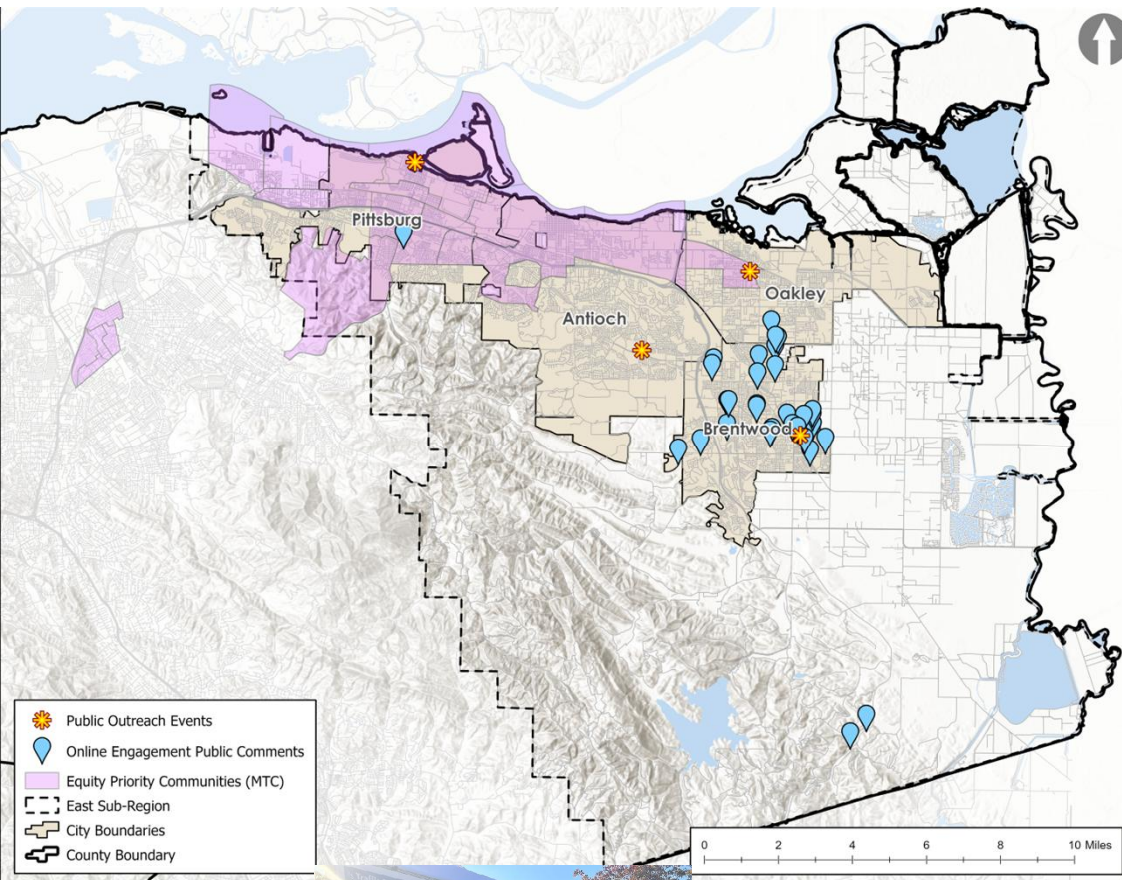 Pittsburg
Oakley
Antioch
Brentwood
Public Outreach Events
Online Engagement Public Comments
Equity Priority Communities (MTC)
East Sub-Region
City Boundaries
County Boundary
0 2 4 6 8 10 Miles